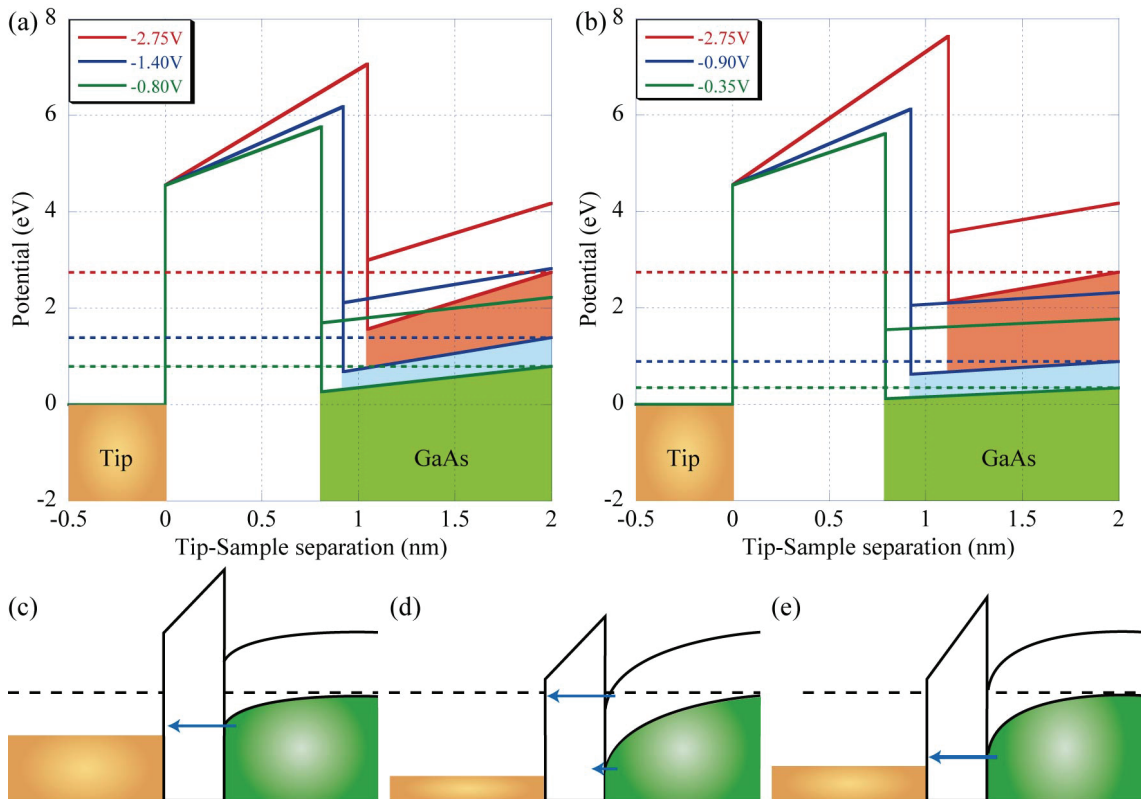 (a)
-2.75V
-1.40V
-0.80V
8
6
4
2
0
-2
Potential (eV)
Tip
GaAs
-0.5
0
0.5
1
1.5
2
Tip-Sample separation (nm)
(b)
-2.75V
-0.90V
-0.35V
8
6
4
2
0
-2
Potential (eV)
Tip
GaAs
-0.5
0
0.5
1
1.5
2
Tip-Sample separation (nm)
(c)
(d)
(e)